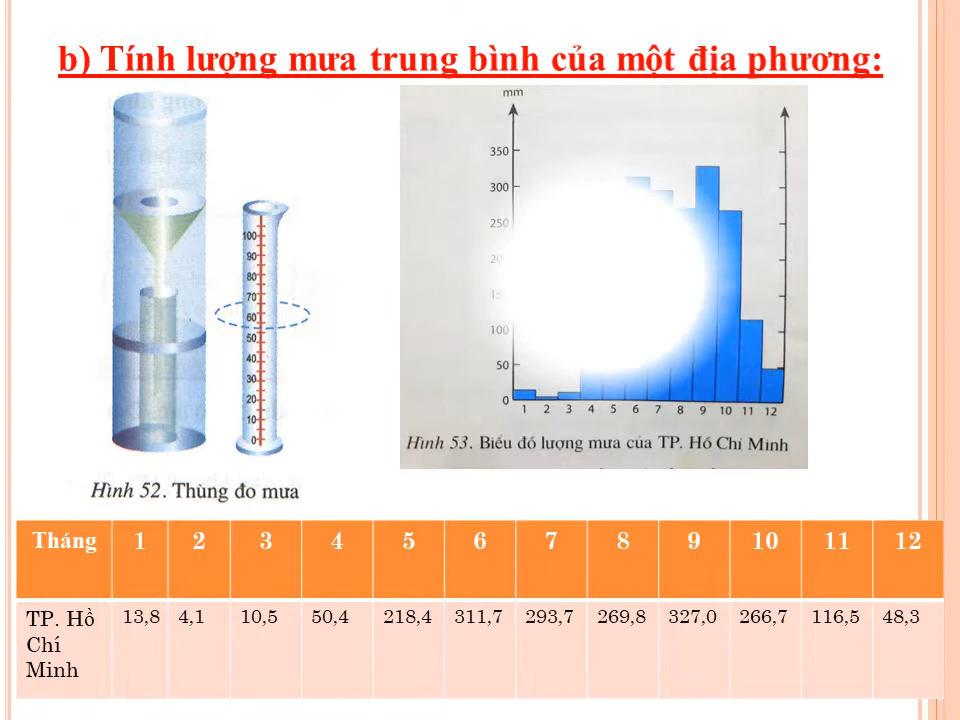 b) Tính lượng mưa trung bình của một địa phương:
mm
350
300
250
100
50
0
1 2 3 4 5 6 7 8 9 10 11 12
Hình 53. Biểu đồ lượng mưa của TP. Hồ Chí Minh
100
90
80
70
60
50
40
30
20
10
0
Hình 52. Thùng đo mưa
Tháng 1 2 3 4 5 6 7 8 9 10 11 12
TP. Hồ 13,8 4,1 10,5 50,4 218,4 311,7 293,7 269,8 327,0 266,7 116,5 48,3
Chí
Minh